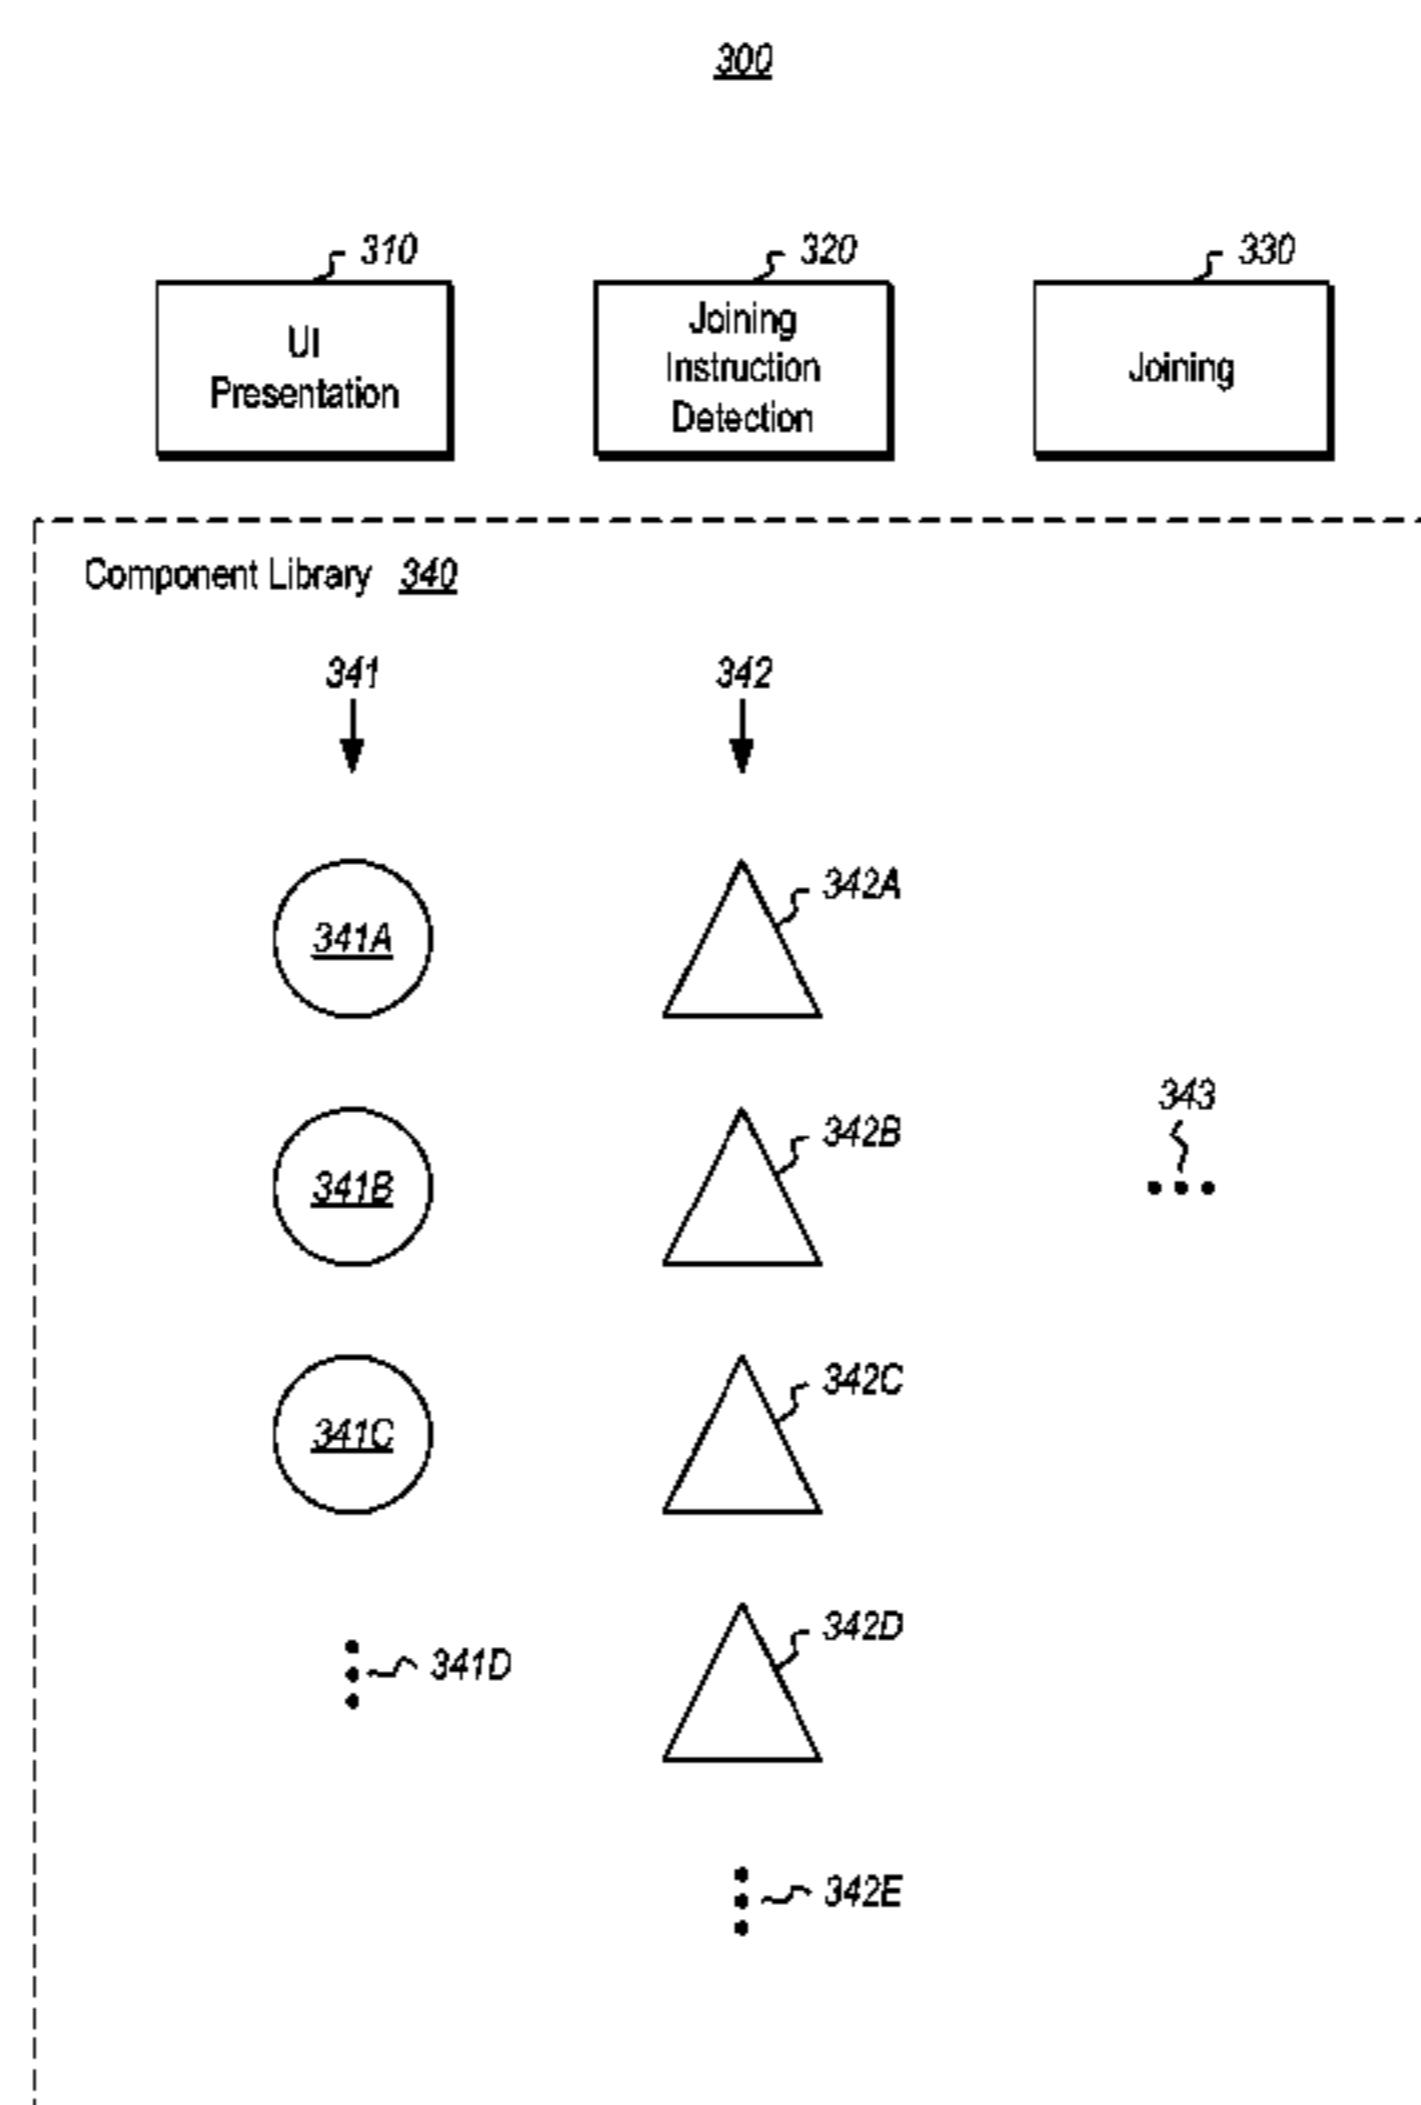 300
310
320
330
UI
Presentation
Joining
Instruction
Detection
Joining
Component Library 340
341
342
341A
342A
341B
342B
343
341C
342C
341D
342D
342E